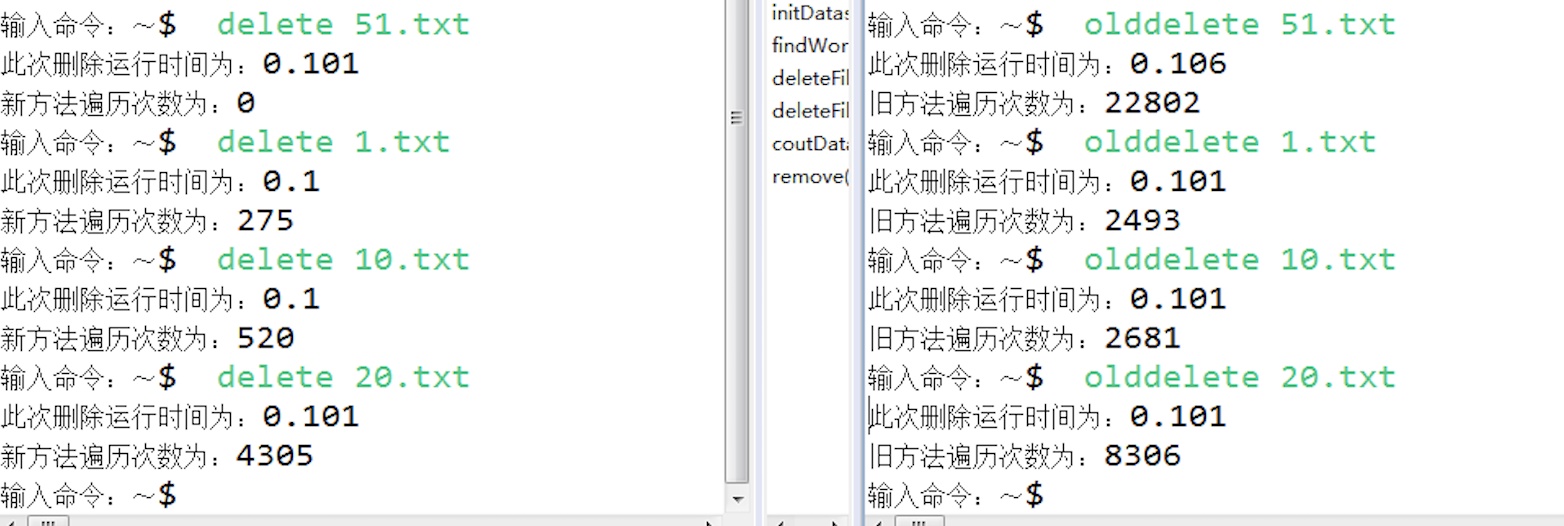 输入命令：~$  delete 51.txt
此次删除运行时间为：0.101
新方法遍历次数为：0
输入命令：~$  delete 1.txt
此次删除运行时间为：0.1
新方法遍历次数为：275
输入命令：~$  delete 10.txt
此次删除运行时间为：0.1
新方法遍历次数为：520
输入命令：~$  delete 20.txt
此次删除运行时间为：0.101
新方法遍历次数为：4305
输入命令：~$
initDatas
findWor
deleteFil
deleteFil
coutData
remove(
输入命令：~$  olddelete 51.txt
此次删除运行时间为：0.106
旧方法遍历次数为：22802
输入命令：~$  olddelete 1.txt
此次删除运行时间为：0.101
旧方法遍历次数为：2493
输入命令：~$  olddelete 10.txt
此次删除运行时间为：0.101
旧方法遍历次数为：2681
输入命令：~$  olddelete 20.txt
此次删除运行时间为：0.101
旧方法遍历次数为：8306
输入命令：~$